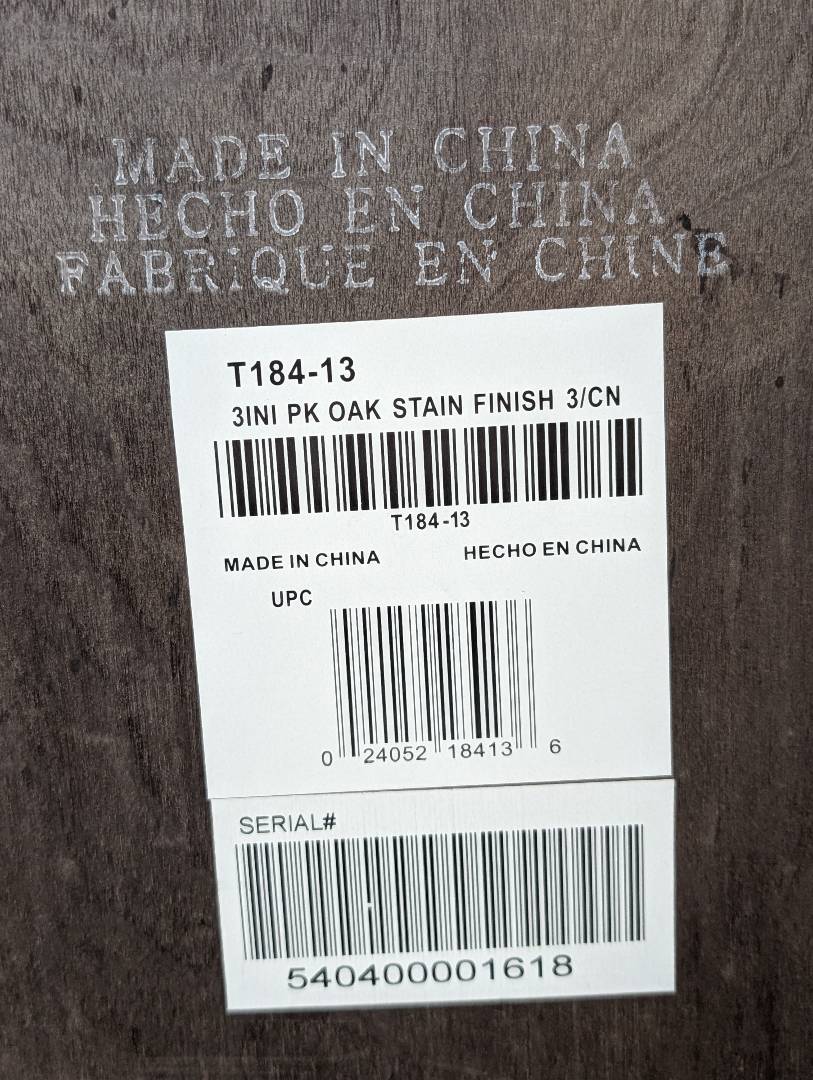 MADE IN CHINA
HECHO EN CHINA
FABRIQUE EN CHINE
T184-13
3INI PK OAK STAIN FINISH 3/CN
T184-13
MADE IN CHINA HECHO EN CHINA
UPC
0 24052 18413 6
SERIAL#
540400001618